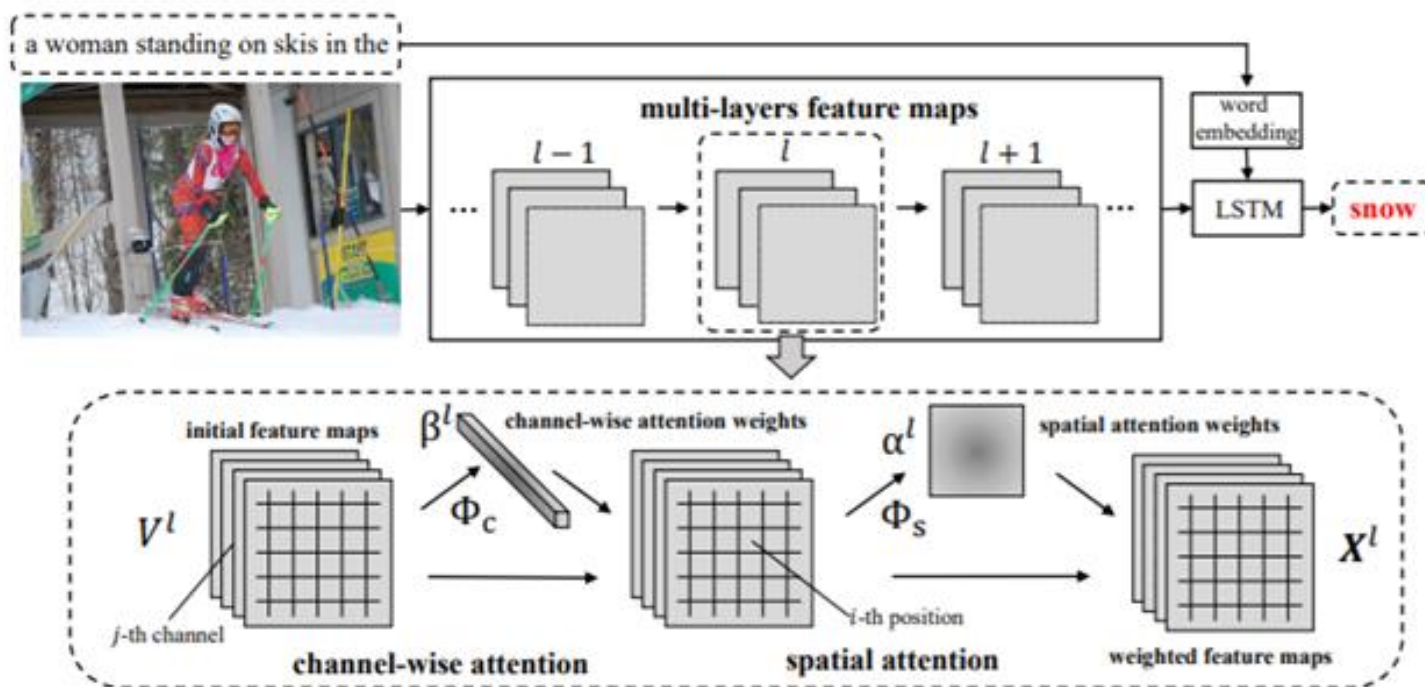 a woman standing on skis in the
multi-layers feature maps
word
embedding
l − 1
l
l + 1
...
...
LSTM
snow
initial feature maps
β^l
channel-wise attention weights
α^l
spatial attention weights
V^l
Φ_c
Φ_s
X^l
j-th channel
i-th position
channel-wise attention
spatial attention
weighted feature maps